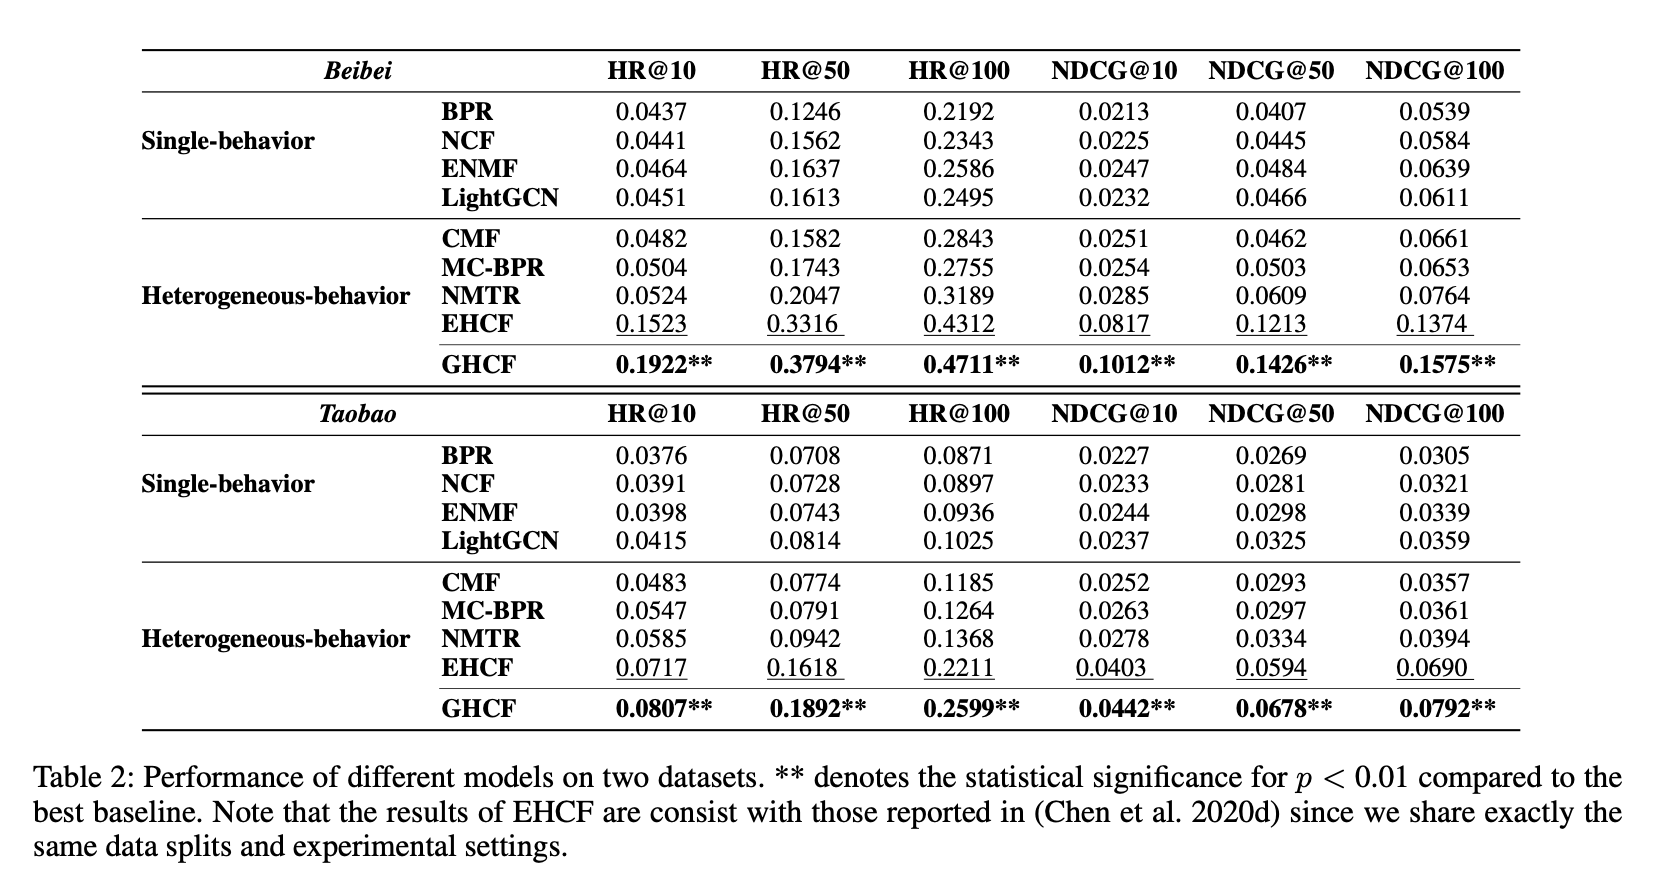 Beibei HR@10 HR@50 HR@100 NDCG@10 NDCG@50 NDCG@100
BPR 0.0437 0.1246 0.2192 0.0213 0.0407 0.0539
Single-behavior NCF 0.0441 0.1562 0.2343 0.0225 0.0445 0.0584
ENMF 0.0464 0.1637 0.2586 0.0247 0.0484 0.0639
LightGCN 0.0451 0.1613 0.2495 0.0232 0.0466 0.0611
CMF 0.0482 0.1582 0.2843 0.0251 0.0462 0.0661
MC-BPR 0.0504 0.1743 0.2755 0.0254 0.0503 0.0653
Heterogeneous-behavior NMTR 0.0524 0.2047 0.3189 0.0285 0.0609 0.0764
EHCF 0.1523 0.3316 0.4312 0.0817 0.1213 0.1374
GHCF 0.1922** 0.3794** 0.4711** 0.1012** 0.1426** 0.1575**
Taobao HR@10 HR@50 HR@100 NDCG@10 NDCG@50 NDCG@100
BPR 0.0376 0.0708 0.0871 0.0227 0.0269 0.0305
Single-behavior NCF 0.0391 0.0728 0.0897 0.0233 0.0281 0.0321
ENMF 0.0398 0.0743 0.0936 0.0244 0.0298 0.0339
LightGCN 0.0415 0.0814 0.1025 0.0237 0.0325 0.0359
CMF 0.0483 0.0774 0.1185 0.0252 0.0293 0.0357
MC-BPR 0.0547 0.0791 0.1264 0.0263 0.0297 0.0361
Heterogeneous-behavior NMTR 0.0585 0.0942 0.1368 0.0278 0.0334 0.0394
EHCF 0.0717 0.1618 0.2211 0.0403 0.0594 0.0690
GHCF 0.0807** 0.1892** 0.2599** 0.0442** 0.0678** 0.0792**
Table 2: Performance of different models on two datasets. ** denotes the statistical significance for p < 0.01 compared to the
best baseline. Note that the results of EHCF are consist with those reported in (Chen et al. 2020d) since we share exactly the
same data splits and experimental settings.